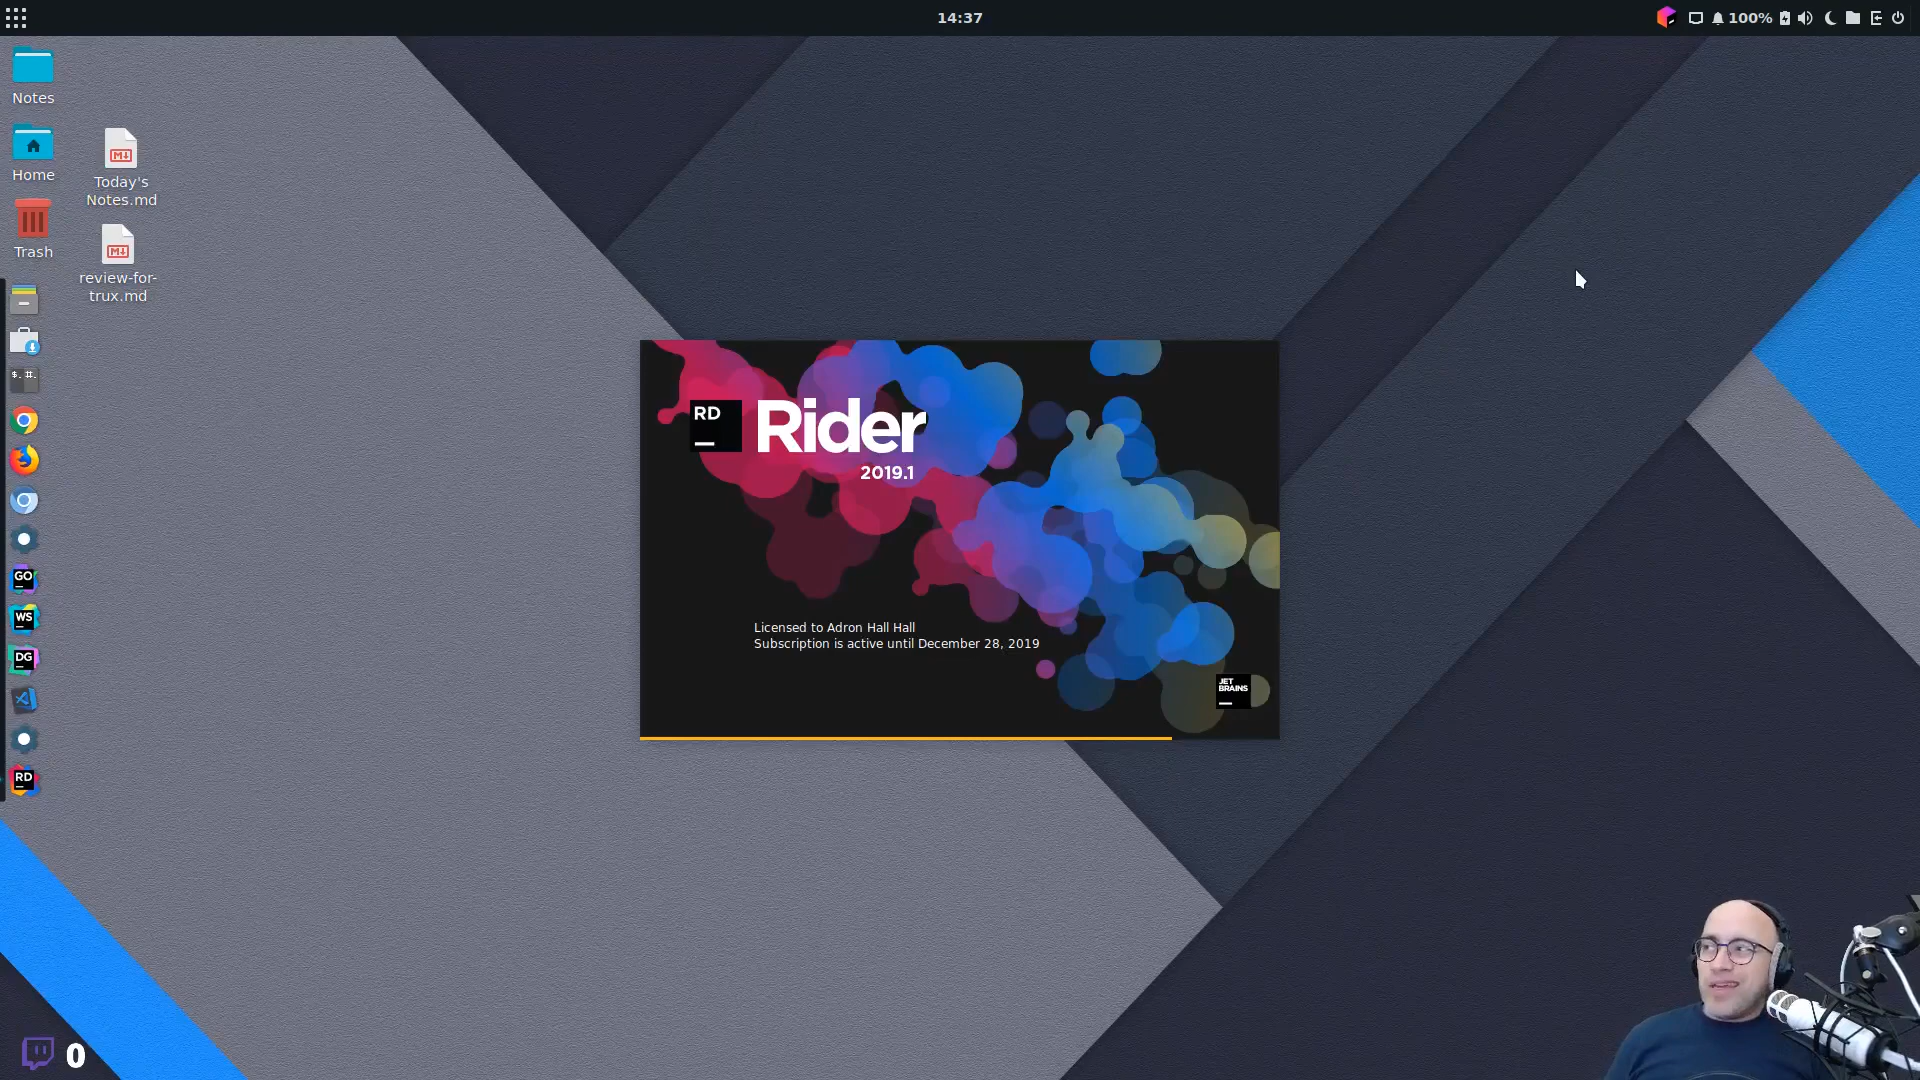 14:37
100%
Notes
Home
Trash
Today's
Notes.md
review-for-
trux.md
M↓
M↓
$. #.
GO
WS
DG
RD
RD
Rider
2019.1
Licensed to Adron Hall Hall
Subscription is active until December 28, 2019
JET
BRAINS
0